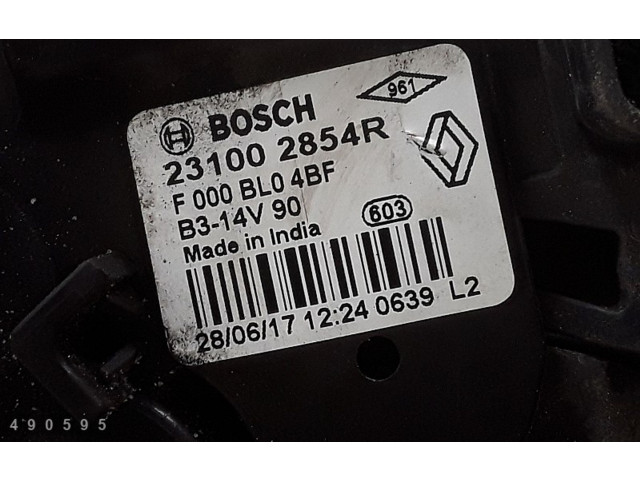 961
BOSCH
23100 2854R
F 000 BL0 4BF
B3-14V 90
603
Made in India
28/06/17 12:24 0639 L2
490595